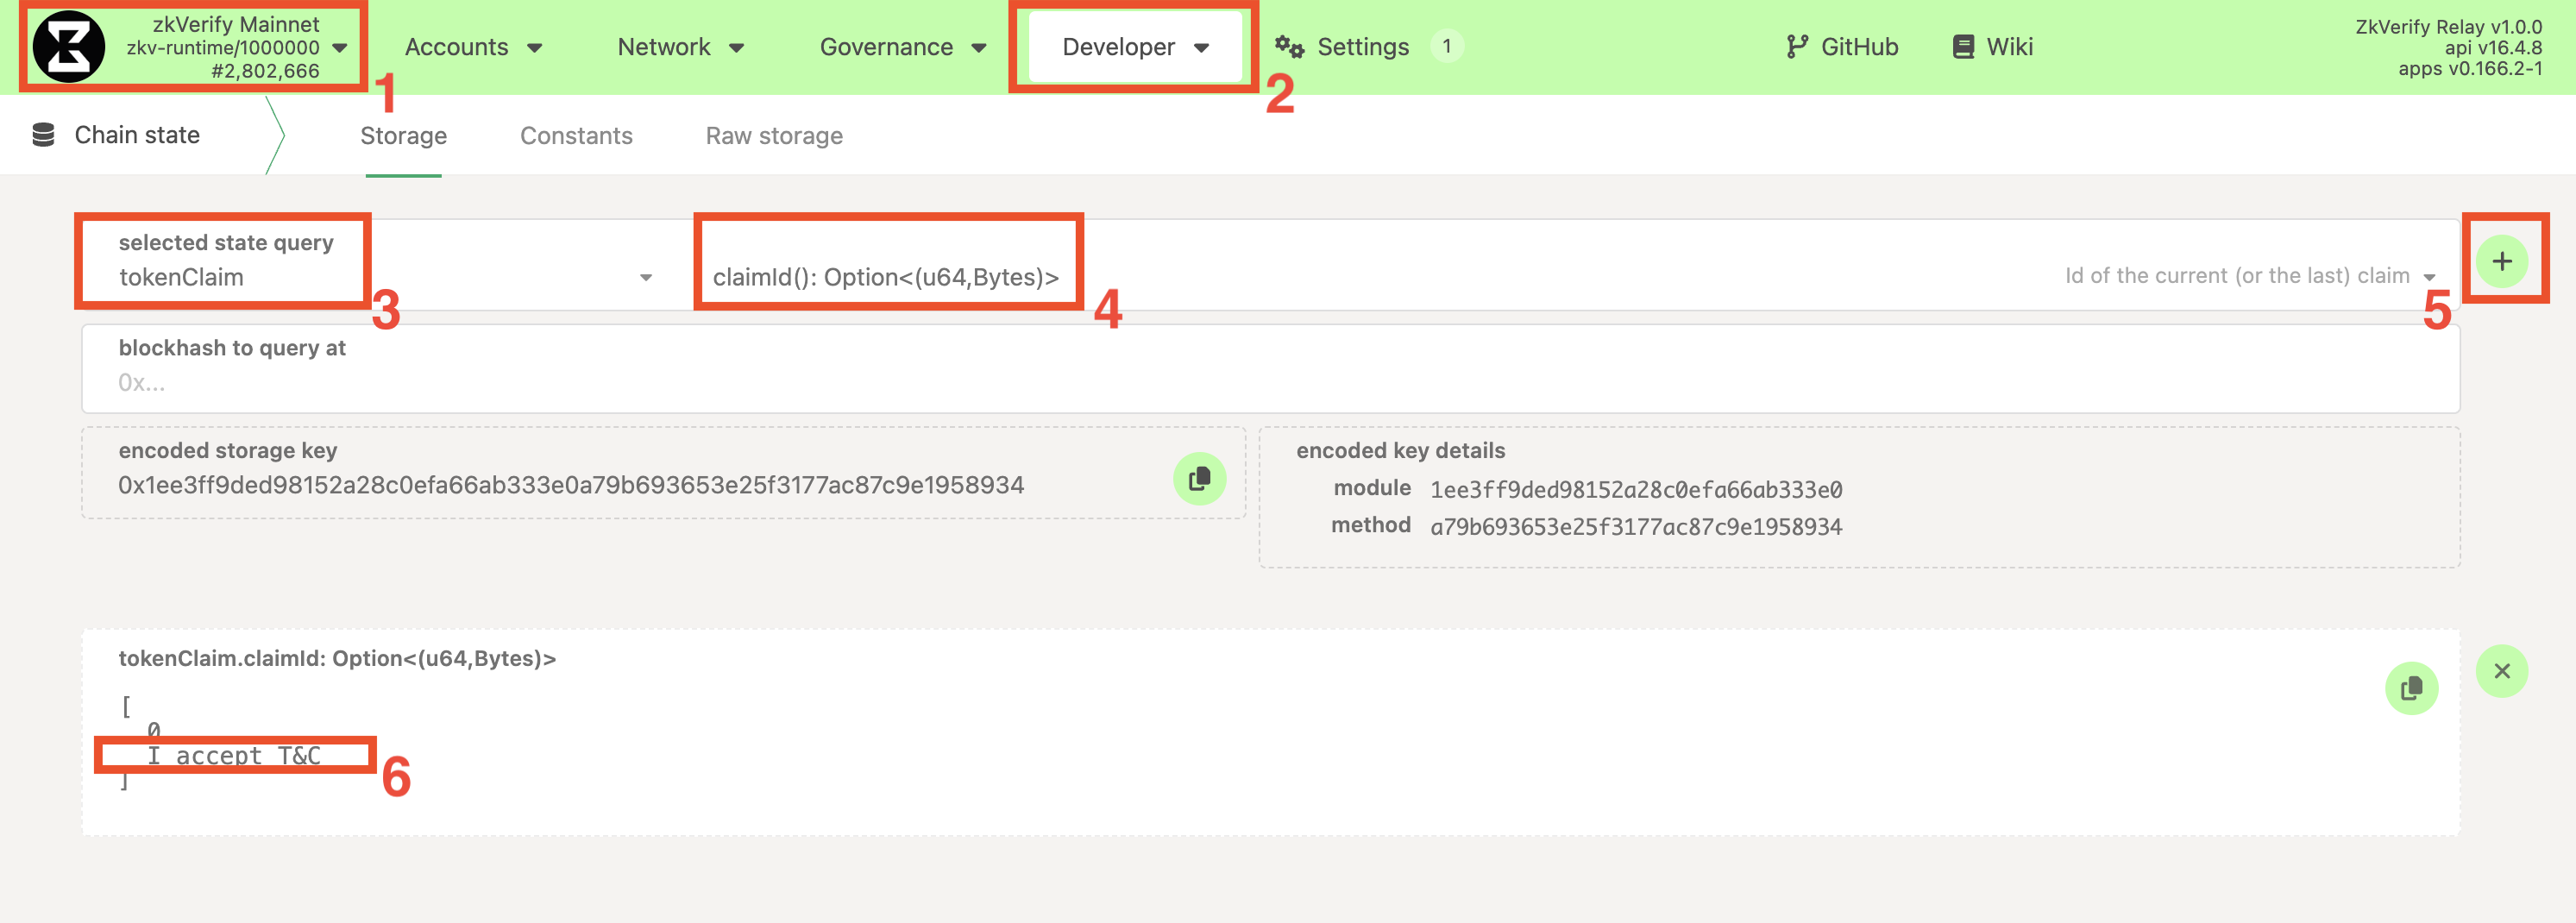 zkVerify Mainnet
zkv-runtime/1000000
#2,802,666
1
Accounts
Network
Governance
Developer
2
Settings
1
GitHub
Wiki
ZkVerify Relay v1.0.0
api v16.4.8
apps v0.166.2-1
Chain state
Storage
Constants
Raw storage
selected state query
tokenClaim
3
claimId(): Option<(u64,Bytes)>
4
Id of the current (or the last) claim
+
5
blockhash to query at
0x...
encoded storage key
0x1ee3ff9ded98152a28c0efa66ab333e0a79b693653e25f3177ac87c9e1958934
encoded key details
module 1ee3ff9ded98152a28c0efa66ab333e0
method a79b693653e25f3177ac87c9e1958934
tokenClaim.claimId: Option<(u64,Bytes)>
[
0
I accept T&C
6
]